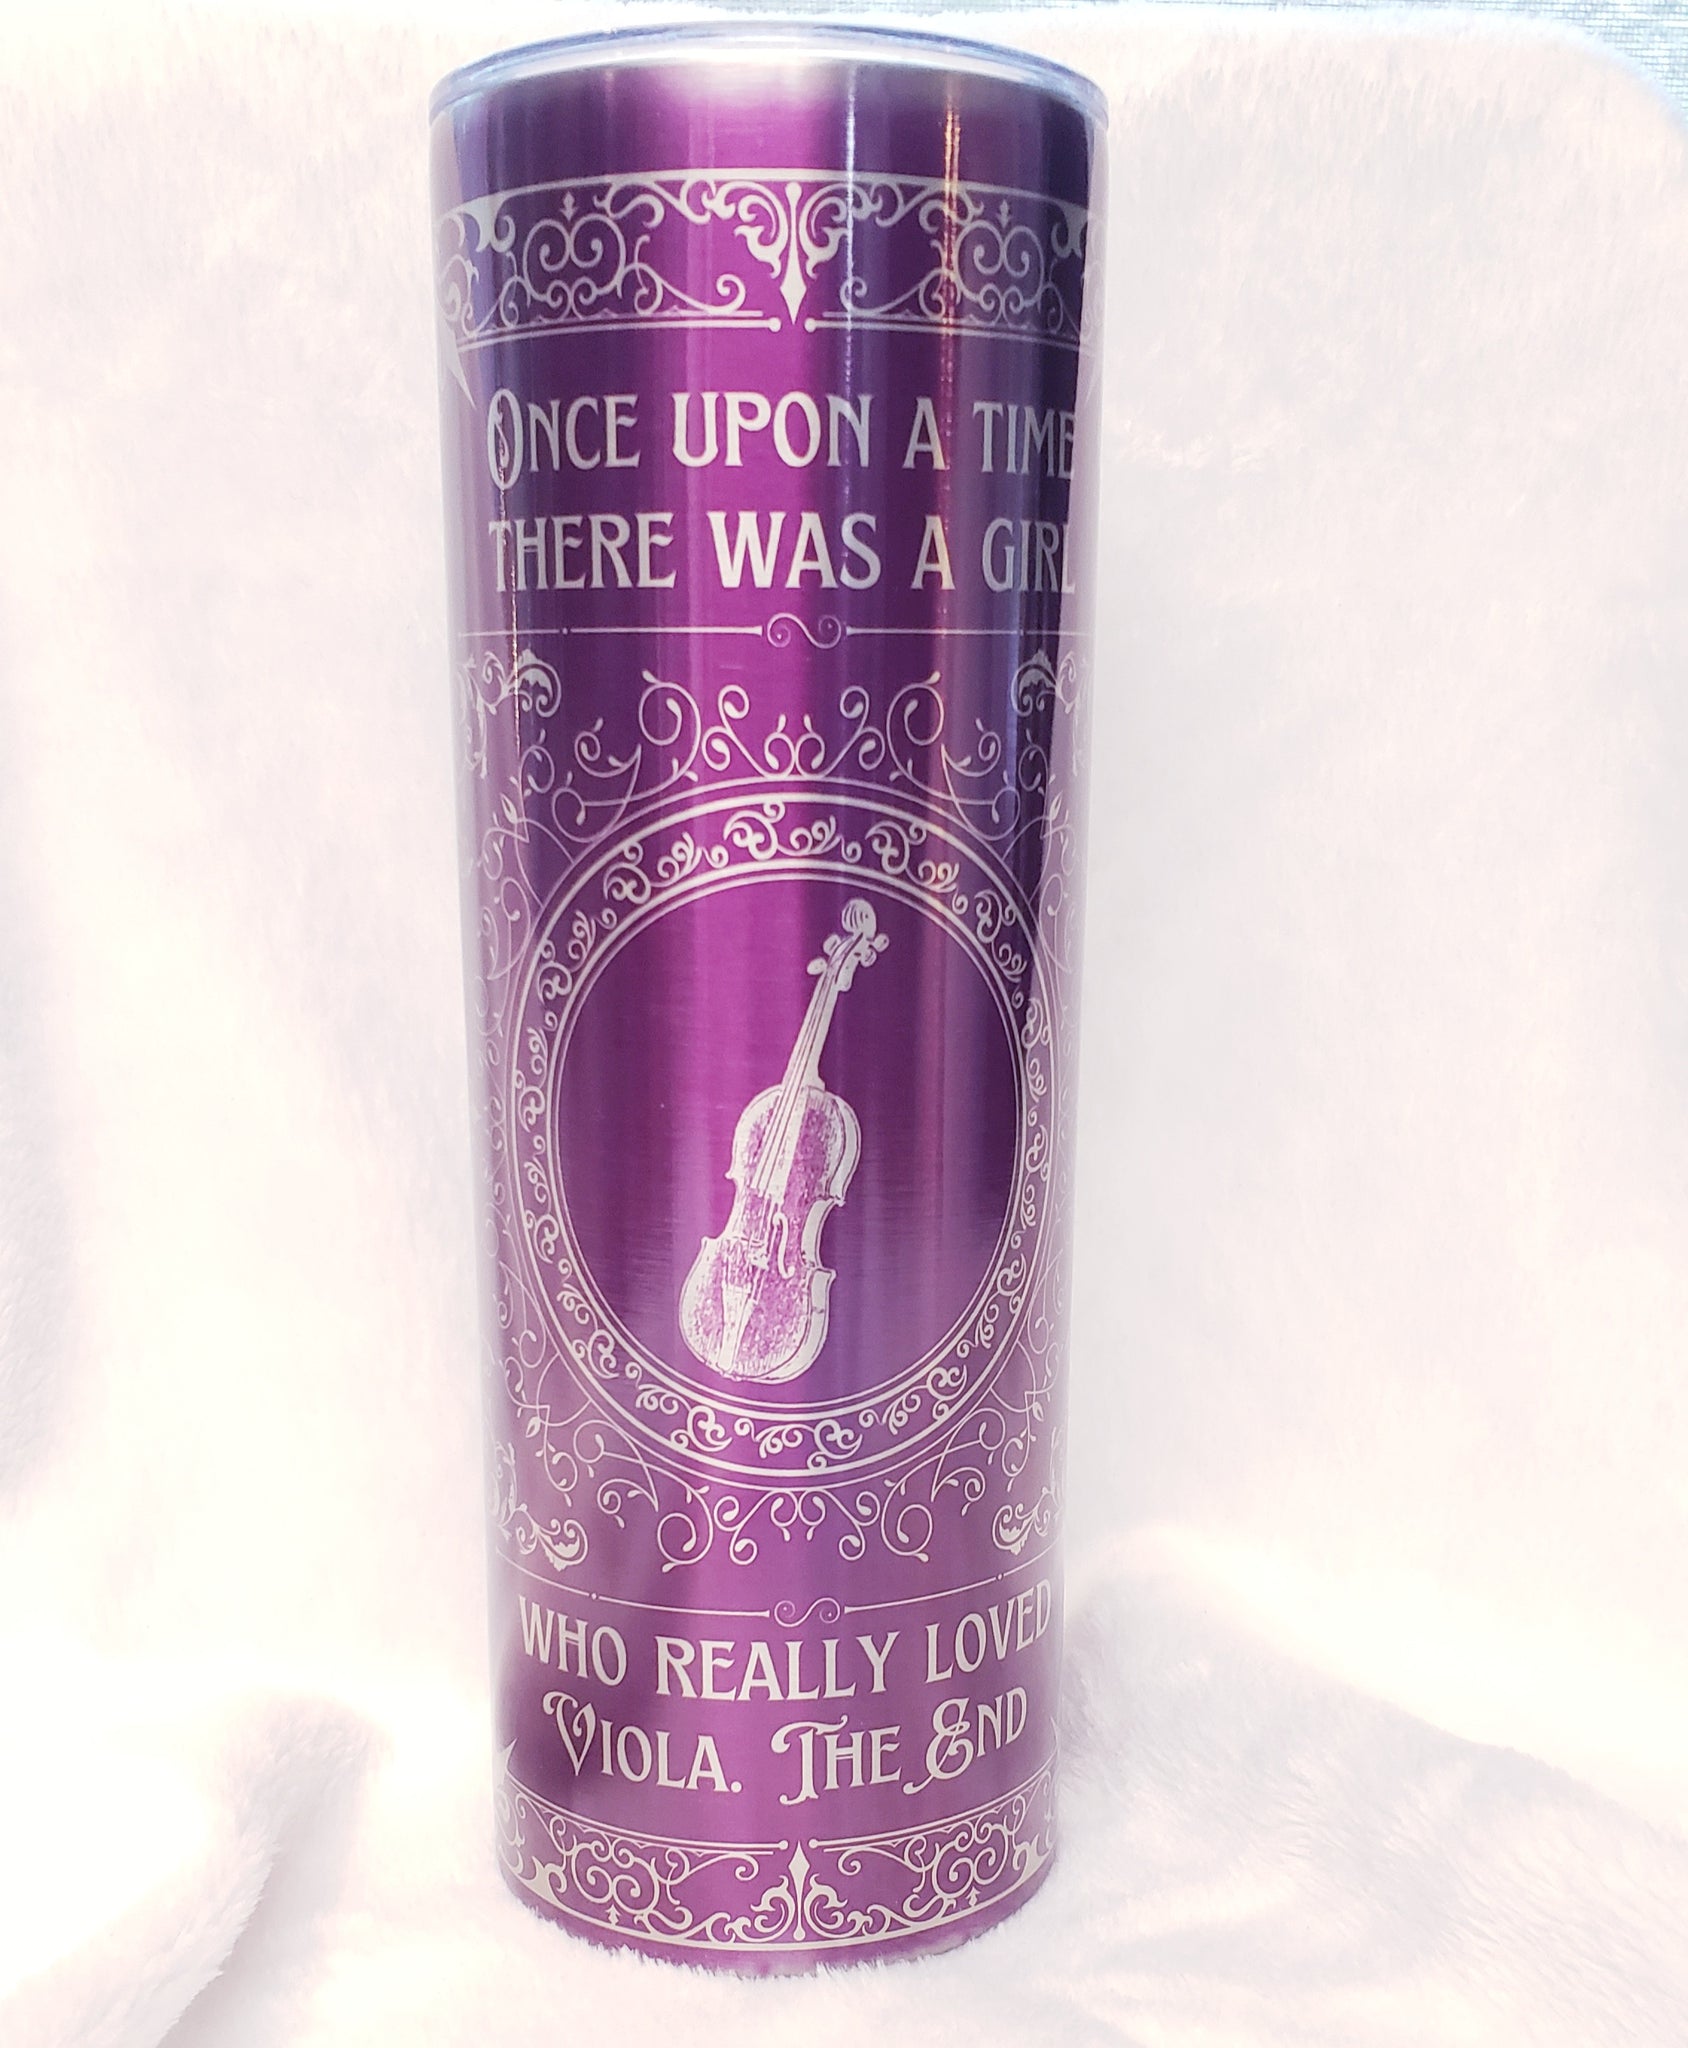 Once upon a time
there was a girl
who really loved
Viola. The End